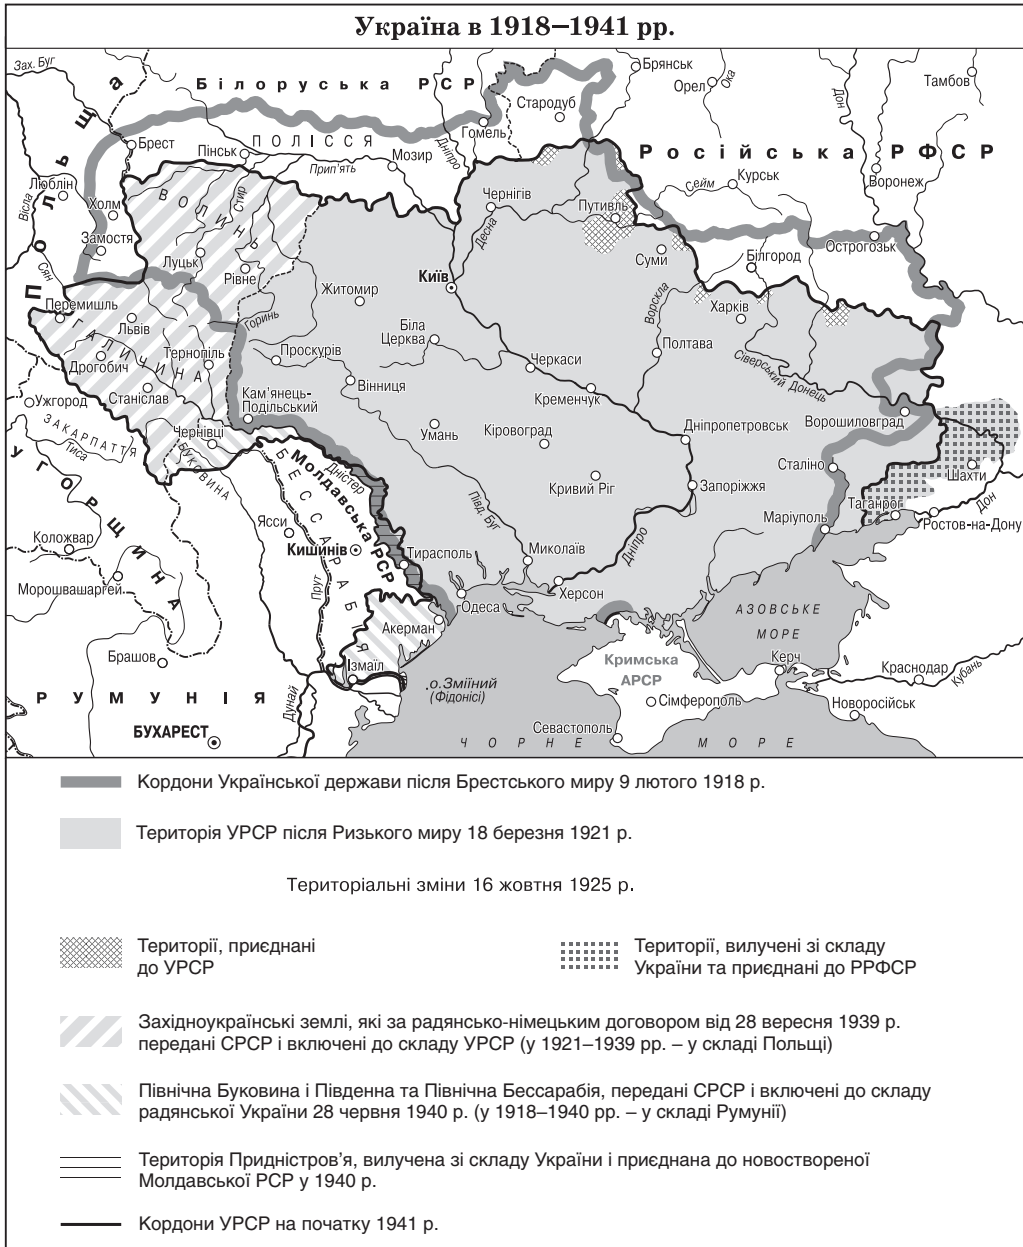 Україна в 1918–1941 рр.
Зах. Буг
Білоруська РСР
Брянськ
Орел
Ока
Дон
Тамбов
Стародуб
Гомель
Дніпро
Польща
Брест
Пінськ
ПОЛІССЯ
Прип'ять
Мозир
Російська РФСР
Воронеж
Люблін
Вісла
Холм
ВОЛИНЬ
Стир
Чернігів
Десна
Путивль
Сейм
Курськ
Замостя
Луцьк
Рівне
Суми
Білгород
Острогозьк
Сян
Київ
Перемишль
Житомир
Горинь
Ворскла
Харків
Львів
ГАЛИЧИНА
Біла
Церква
Дрогобич
Тернопіль
Проскурів
Черкаси
Полтава
Сіверський Донець
Станіслав
Вінниця
Кременчук
Ужгород
Кам'янець-
Подільський
Ворошиловград
ЗАКАРПАТТЯ
Тиса
Чернівці
БУКОВИНА
Умань
Кіровоград
Дніпропетровськ
УГОРЩИНА
БЕССАРАБІЯ
Молдавська РСР
Дністер
Сталіно
Шахти
Півд. Буг
Кривий Ріг
Запоріжжя
Таганрог
Дон
Ростов-на-Дону
Коложвар
Ясси
Кишинів
Маріуполь
Морошвашаргей
Прут
Тирасполь
Миколаїв
Дніпро
Одеса
Херсон
АЗОВСЬКЕ
МОРЕ
Акерман
Брашов
Ізмаїл
Кримська
АРСР
Керч
Краснодар
Кубань
РУМУНІЯ
Дунай
о. Зміїний
(Фідонісі)
Сімферополь
Новоросійськ
БУХАРЕСТ
Севастополь
ЧОРНЕ МОРЕ
Кордони Української держави після Брестського миру 9 лютого 1918 р.
Територія УРСР після Ризького миру 18 березня 1921 р.
Територіальні зміни 16 жовтня 1925 р.
Території, приєднані
до УРСР
Території, вилучені зі складу
України та приєднані до РРФСР
Західноукраїнські землі, які за радянсько-німецьким договором від 28 вересня 1939 р.
передані СРСР і включені до складу УРСР (у 1921–1939 рр. – у складі Польщі)
Північна Буковина і Південна та Північна Бессарабія, передані СРСР і включені до складу
радянської України 28 червня 1940 р. (у 1918–1940 рр. – у складі Румунії)
Територія Придністров'я, вилучена зі складу України і приєднана до новоствореної
Молдавської РСР у 1940 р.
Кордони УРСР на початку 1941 р.